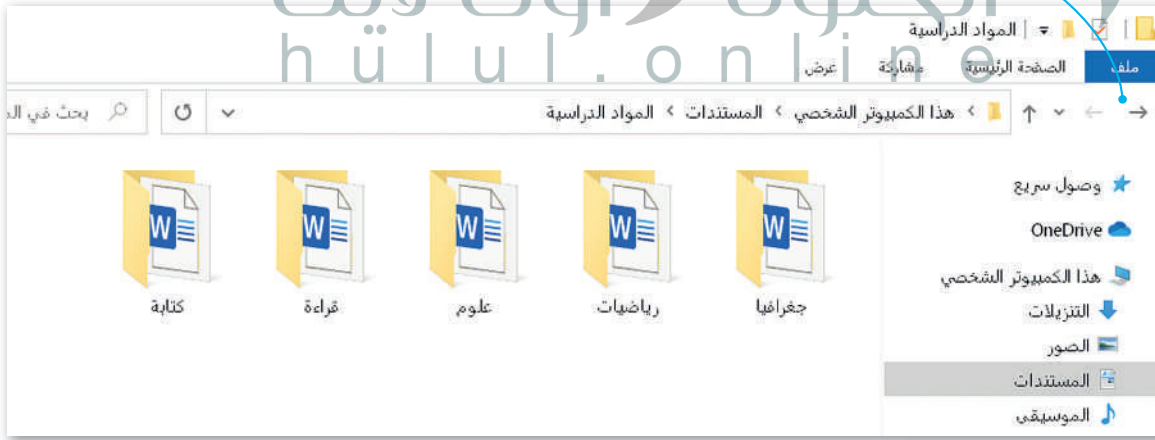 hülul.online
المواد الدراسية
ملف الصفحة الرئيسية مشاركة عرض
هذا الكمبيوتر الشخصي > المستندات > المواد الدراسية
بحث في
وصول سريع
OneDrive
هذا الكمبيوتر الشخصي
التنزيلات
الصور
المستندات
الموسيقى
جغرافيا رياضيات علوم قراءة كتابة